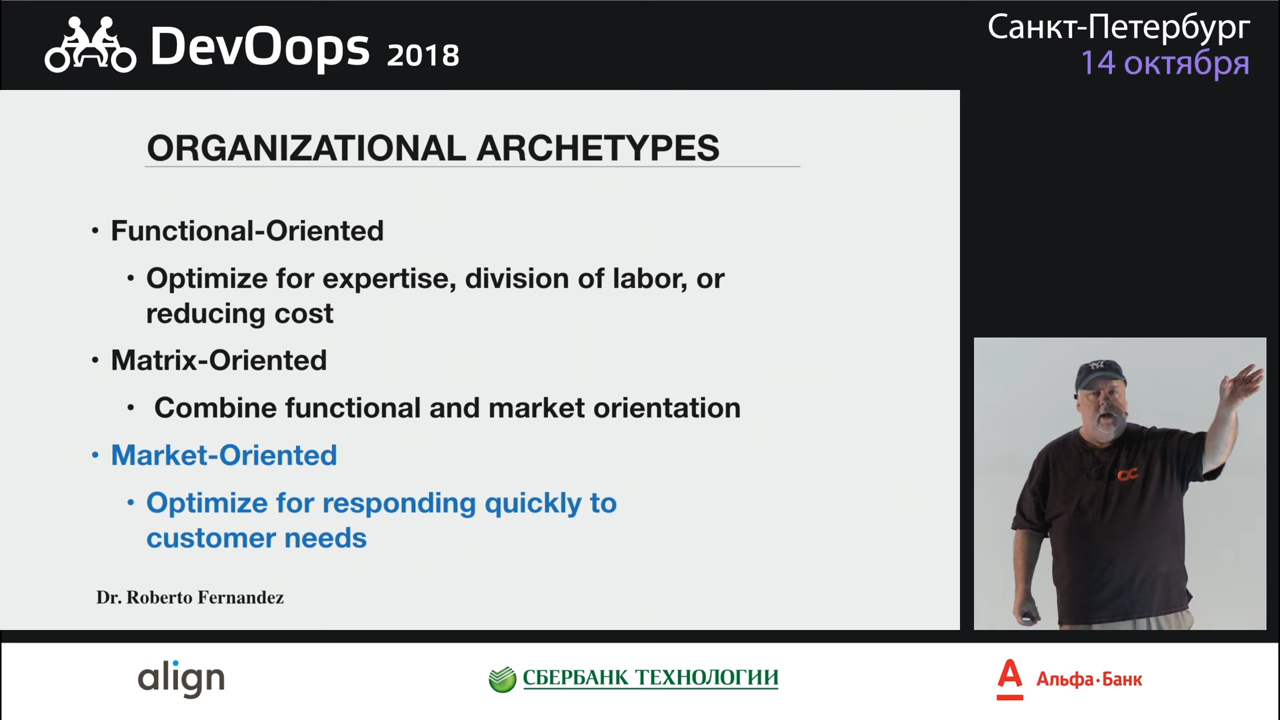 DevOops 2018
Санкт-Петербург
14 октября
ORGANIZATIONAL ARCHETYPES
• Functional-Oriented
• Optimize for expertise, division of labor, or
reducing cost
• Matrix-Oriented
• Combine functional and market orientation
• Market-Oriented
• Optimize for responding quickly to
customer needs
Dr. Roberto Fernandez
align
СБЕРБАНК ТЕХНОЛОГИИ
А Альфа·Банк